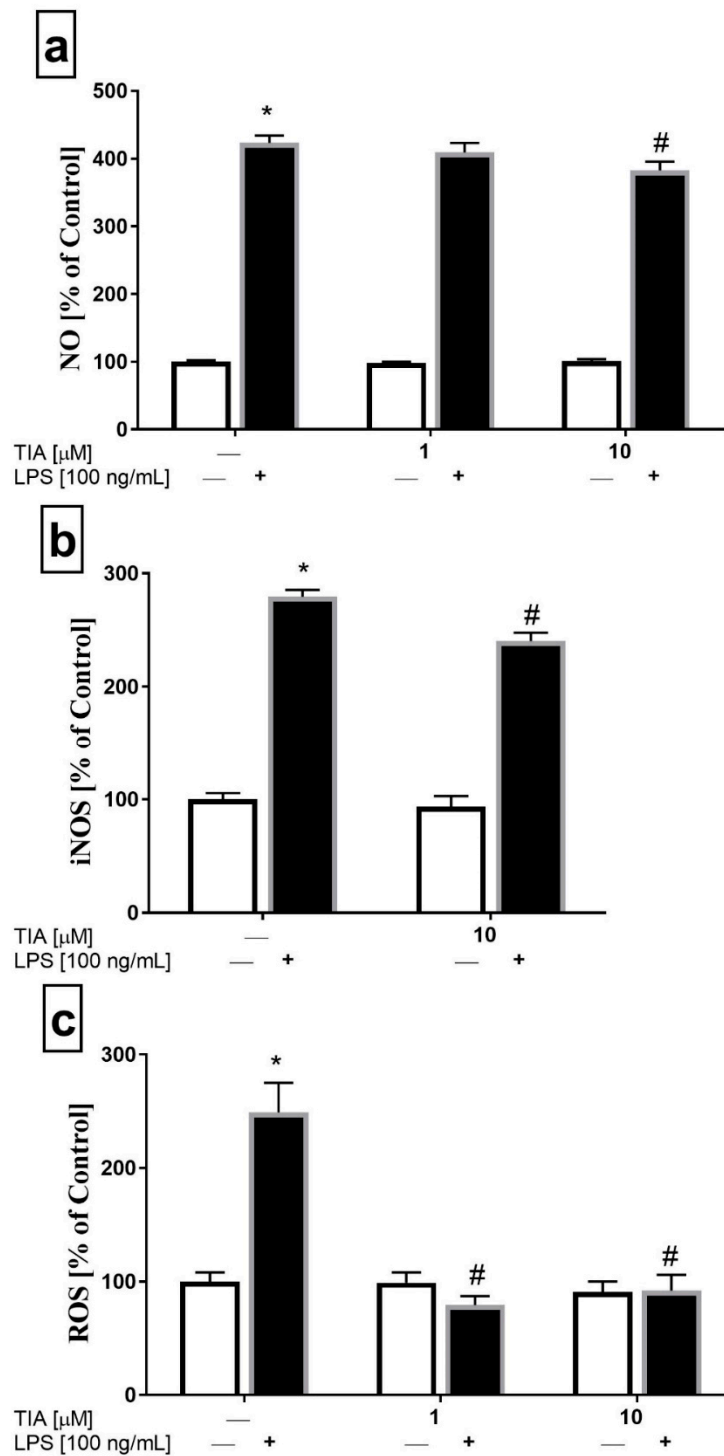 a
500
400
300
200
100
0
NO [% of Control]
* #
TIA [μM] — 1 10
LPS [100 ng/mL] — + — + — +
b
300
200
100
0
iNOS [% of Control]
* #
TIA [μM] — 10
LPS [100 ng/mL] — + — +
c
300
200
100
0
ROS [% of Control]
* # #
TIA [μM] — 1 10
LPS [100 ng/mL] — + — + — +